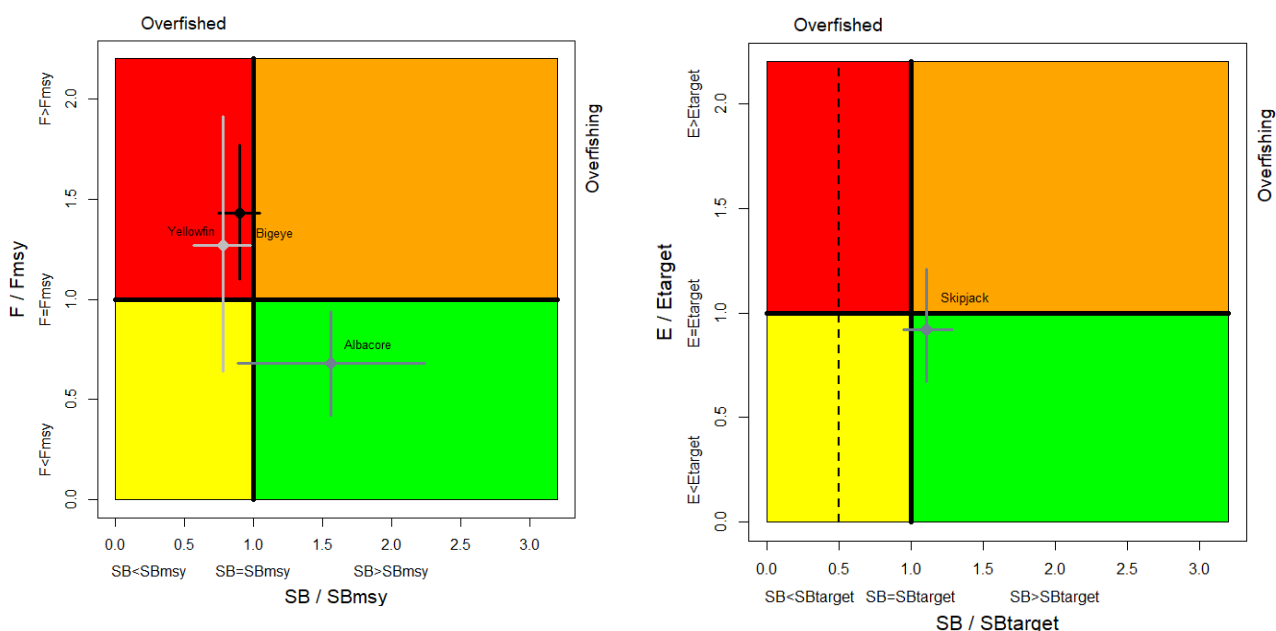 Overfished
Overfishing
F / Fmsy
F>Fmsy
F=Fmsy
F<Fmsy
2.0
1.5
1.0
0.5
0.0
Yellowfin
Bigeye
Albacore
0.0 0.5 1.0 1.5 2.0 2.5 3.0
SB<SBmsy SB=SBmsy SB>SBmsy
SB / SBmsy
Overfished
Overfishing
E / Etarget
E>Etarget
E=Etarget
E<Etarget
2.0
1.5
1.0
0.5
0.0
Skipjack
0.0 0.5 1.0 1.5 2.0 2.5 3.0
SB<SBtarget SB=SBtarget SB>SBtarget
SB / SBtarget